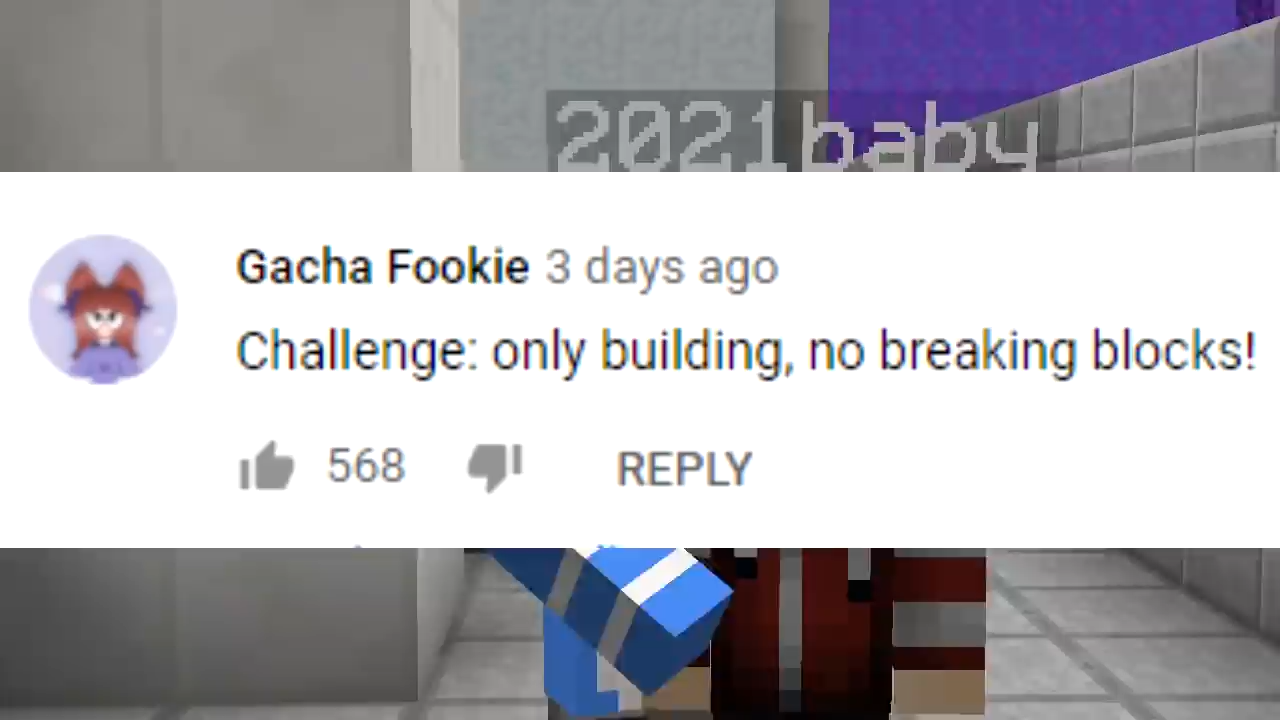 2021baby
Gacha Fookie 3 days ago
Challenge: only building, no breaking blocks!
568 REPLY